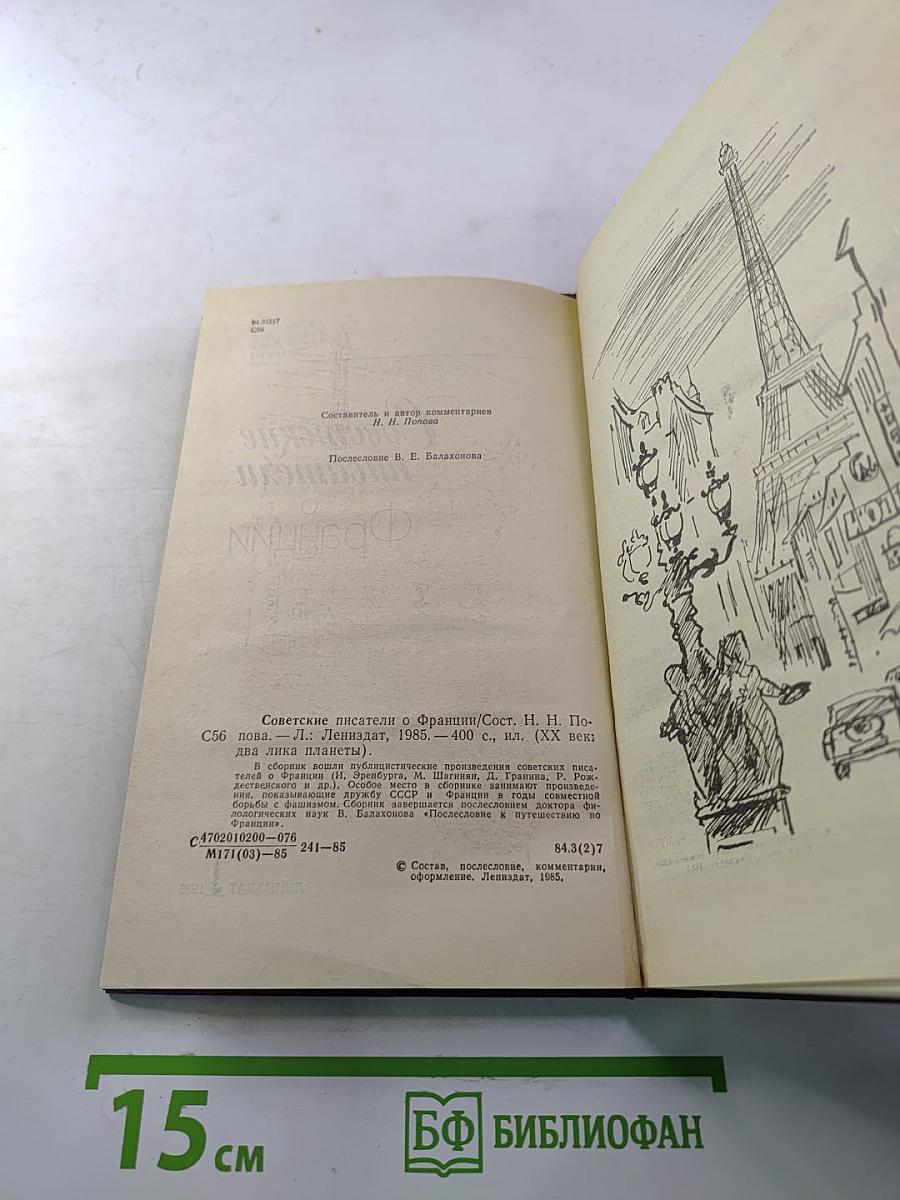 84.3(2)7
С56
Составитель и автор комментариев
Н. Н. Попова
Послесловие В. Е. Балахонова
Советские писатели о Франции/Сост. Н. Н. По-
С56 пова. — Л.: Лениздат, 1985. — 400 с., ил. (XX век:
два лика планеты).
В сборник вошли публицистические произведения советских писа-
телей о Франции (И. Эренбурга, М. Шагинян, Д. Гранина, Р. Рож-
дественского и др.). Особое место в сборнике занимают произведе-
ния, показывающие дружбу СССР и Франции в годы совместной
борьбы с фашизмом. Сборник завершается послесловием доктора фи-
лологических наук В. Балахонова «Послесловие к путешествию по
Франции».
С 4702010200—076
М171(03)—85
241—85
84.3(2)7
© Состав, послесловие, комментарии,
оформление. Лениздат, 1985.
15 см
БФ БИБЛИОФАН